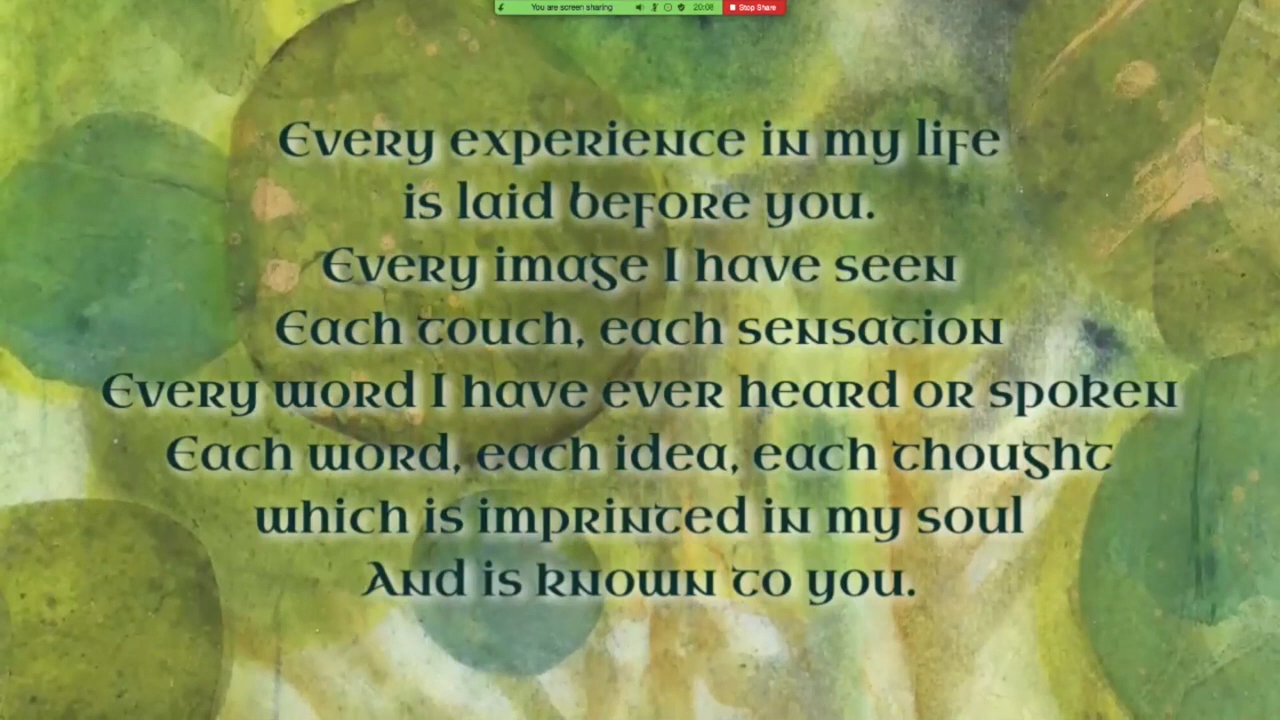 You are screen sharing 20:08 Stop Share
Every experience in my life
is laid before you.
Every image I have seen
Each touch, each sensation
Every word I have ever heard or spoken
Each word, each idea, each thought
which is imprinted in my soul
And is known to you.